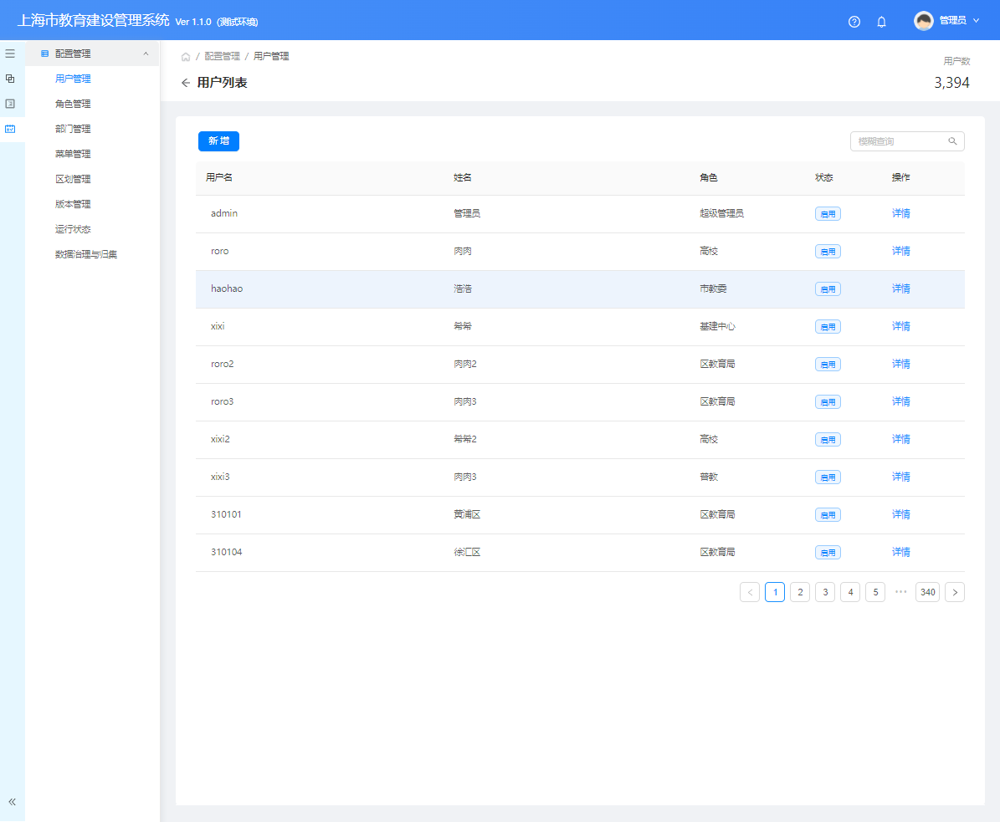 上海市教育建设管理系统 Ver 1.1.0 (测试环境)
管理员
配置管理
用户管理
角色管理
部门管理
菜单管理
区划管理
版本管理
运行状态
数据治理与归集
/ 配置管理 / 用户管理
用户列表
用户数
3,394
新增
模糊查询
用户名 姓名 角色 状态 操作
admin 管理员 超级管理员 启用 详情
roro 肉肉 高校 启用 详情
haohao 浩浩 市教委 启用 详情
xixi 希希 基建中心 启用 详情
roro2 肉肉2 区教育局 启用 详情
roro3 肉肉3 区教育局 启用 详情
xixi2 希希2 高校 启用 详情
xixi3 肉肉3 普教 启用 详情
310101 黄浦区 区教育局 启用 详情
310104 徐汇区 区教育局 启用 详情
< 1 2 3 4 5 ••• 340 >